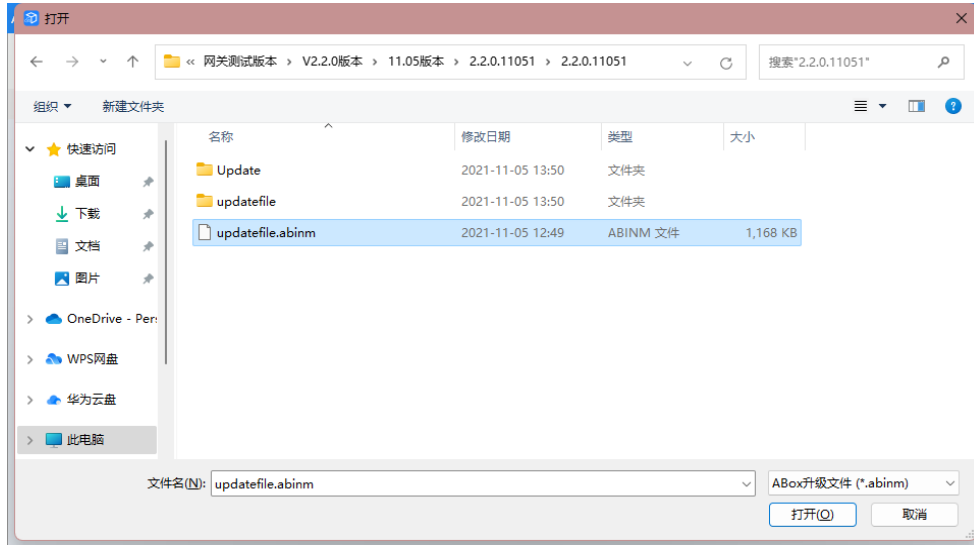 打开
« 网关测试版本 › V2.2.0版本 › 11.05版本 › 2.2.0.11051 › 2.2.0.11051
搜索"2.2.0.11051"
组织 新建文件夹
快速访问
桌面
下载
文档
图片
OneDrive - Pers
WPS网盘
华为云盘
此电脑
名称 修改日期 类型 大小
Update 2021-11-05 13:50 文件夹
updatefile 2021-11-05 13:50 文件夹
updatefile.abinm 2021-11-05 12:49 ABINM 文件 1,168 KB
文件名(N): updatefile.abinm ABox升级文件 (*.abinm)
打开(O) 取消